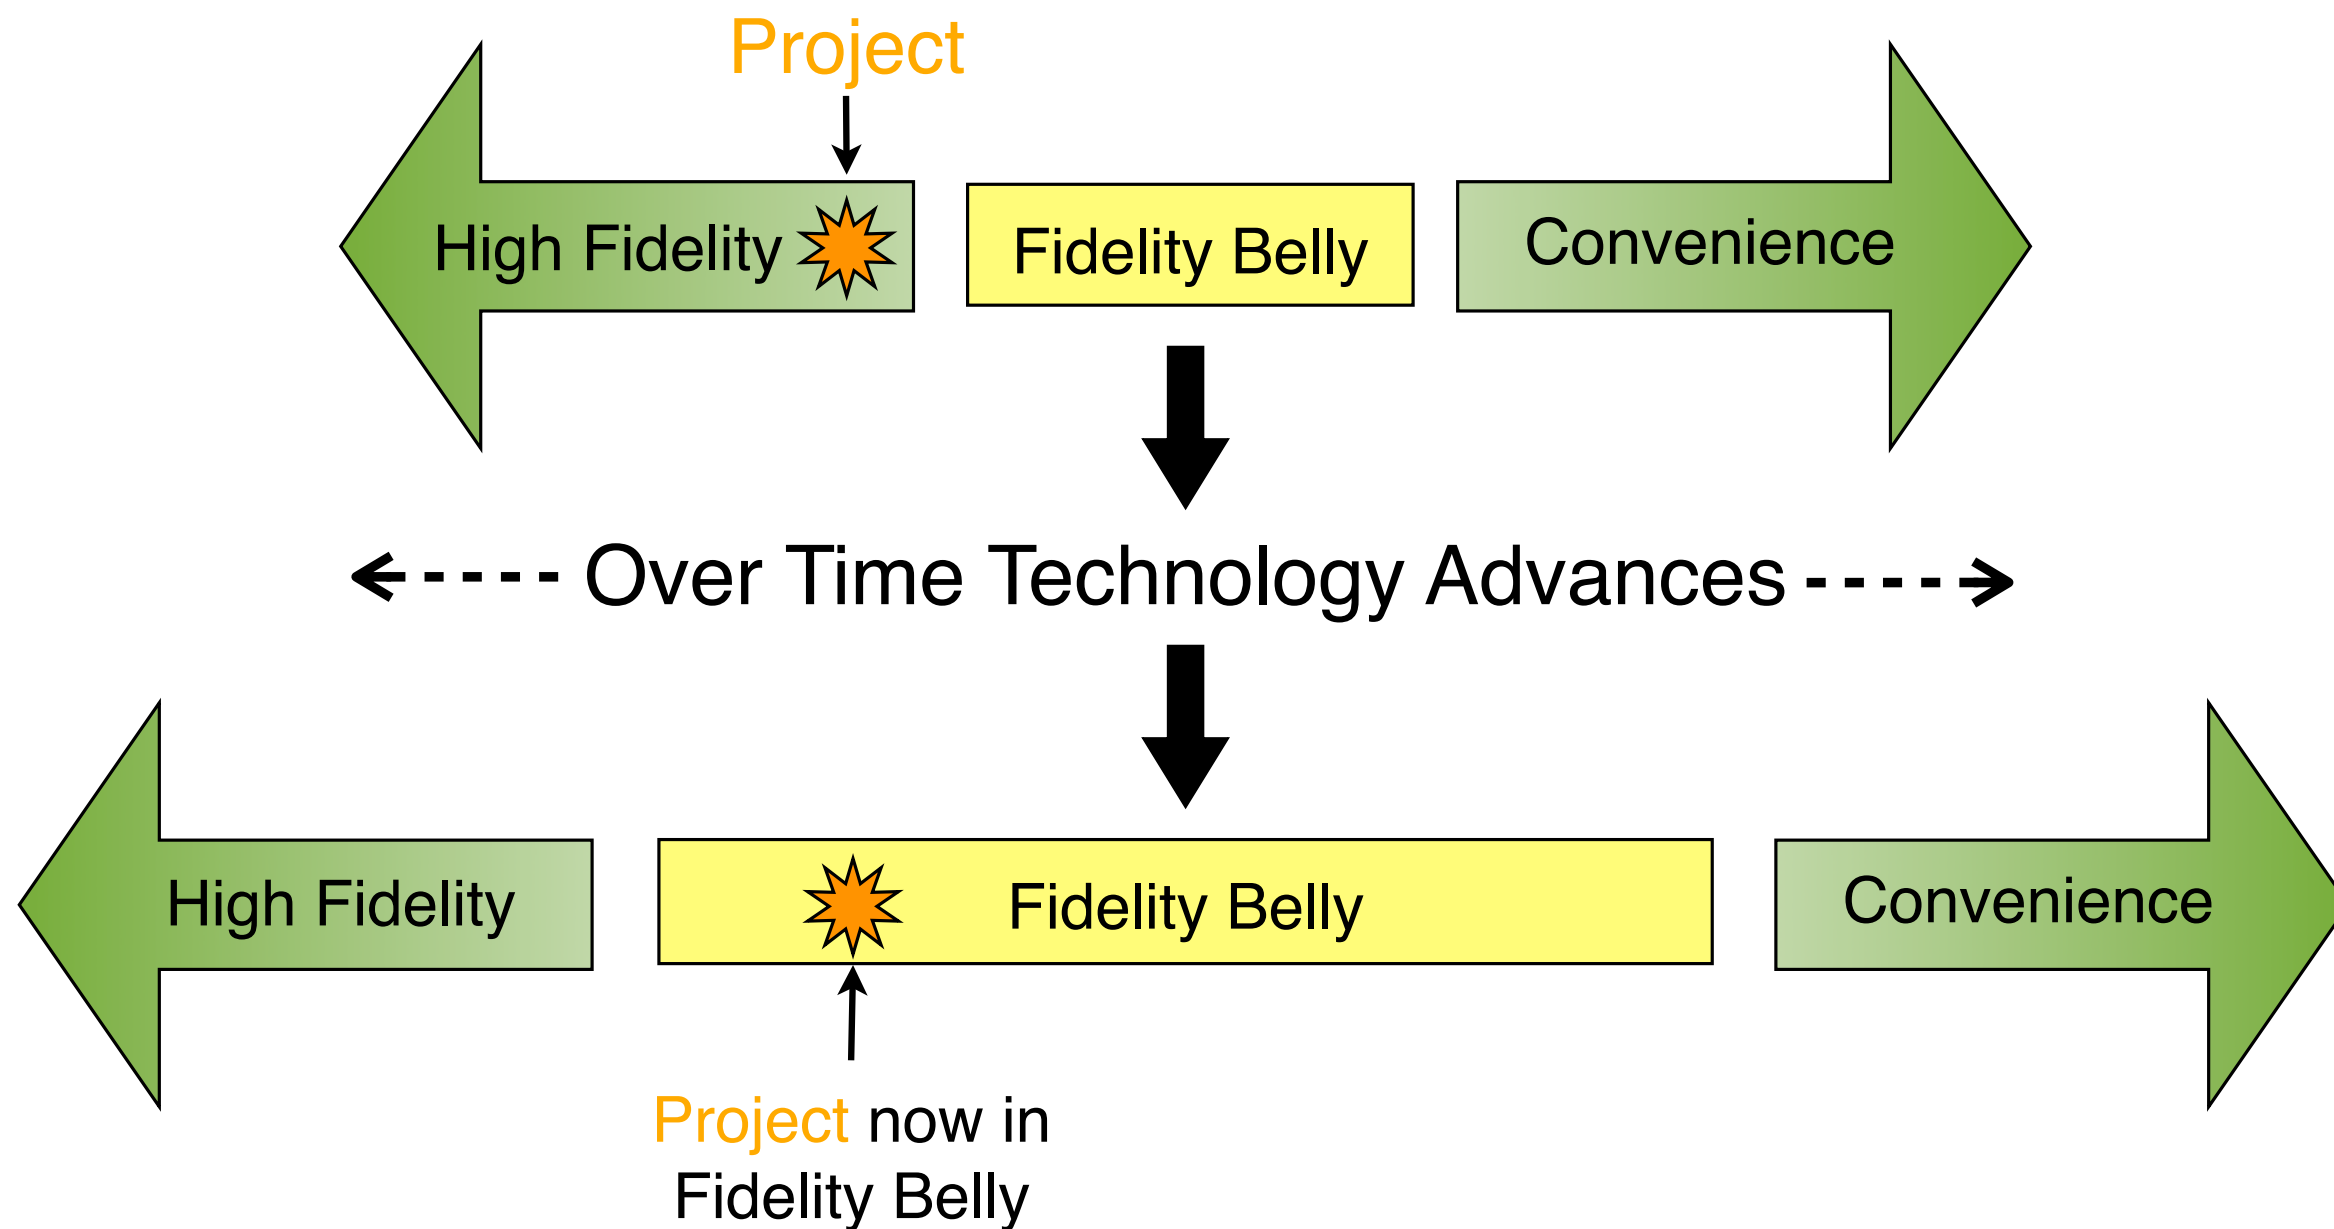 Project
High Fidelity
Fidelity Belly
Convenience
Over Time Technology Advances
High Fidelity
Fidelity Belly
Convenience
Project now in
Fidelity Belly